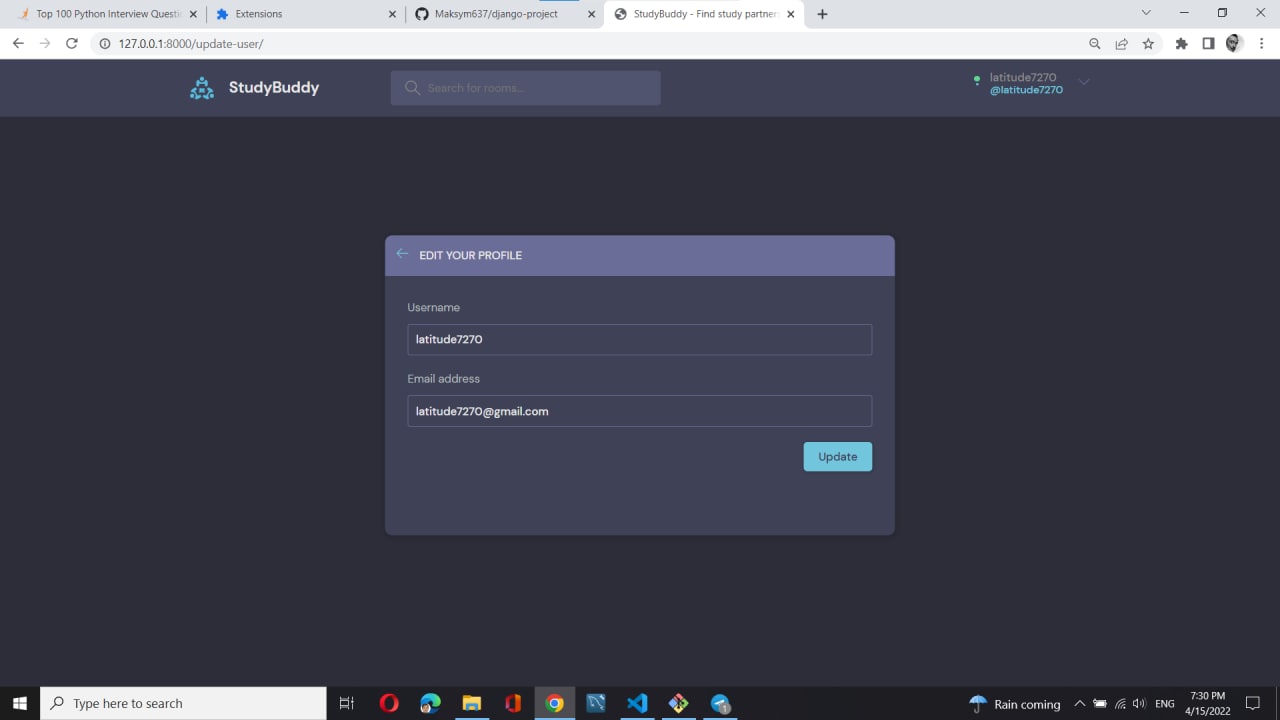 Top 100 Python Interview Questi
Extensions
Maksym637/django-project
StudyBuddy - Find study partner
127.0.0.1:8000/update-user/
StudyBuddy
Search for rooms...
latitude7270
@latitude7270
EDIT YOUR PROFILE
Username
latitude7270
Email address
latitude7270@gmail.com
Update
Type here to search
Rain coming
ENG
7:30 PM
4/15/2022